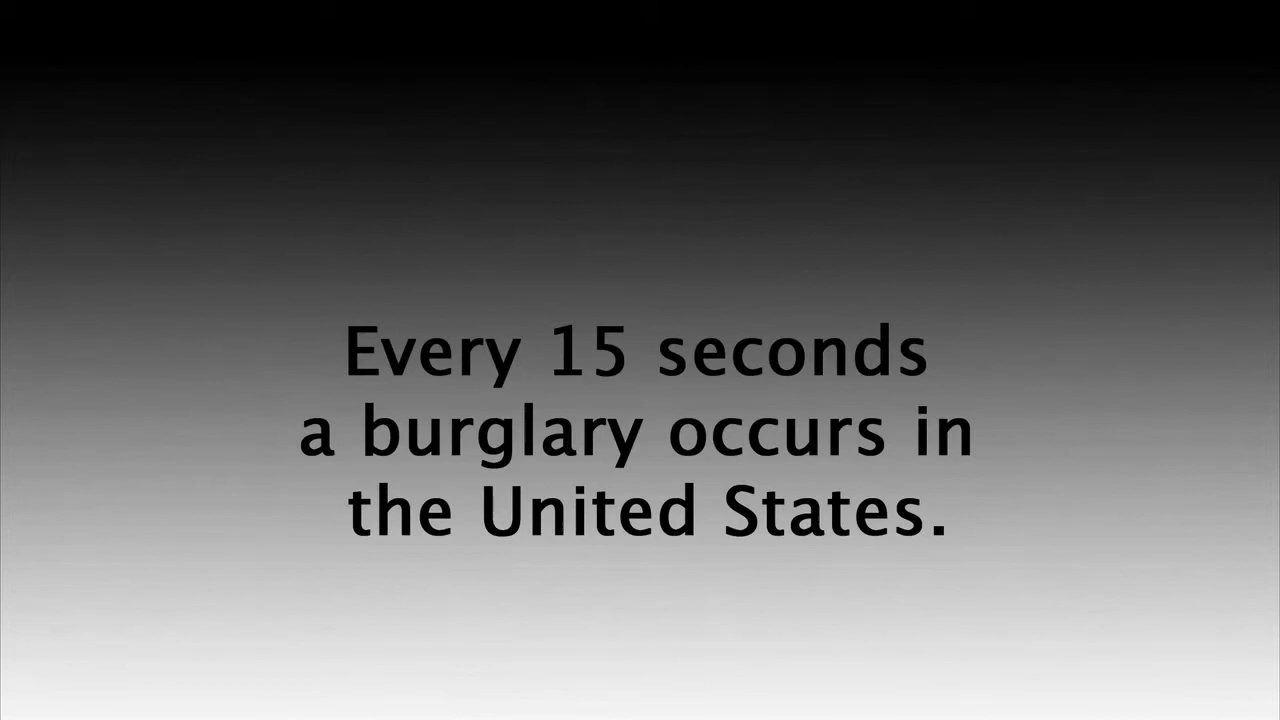 Every 15 seconds
a burglary occurs in
the United States.